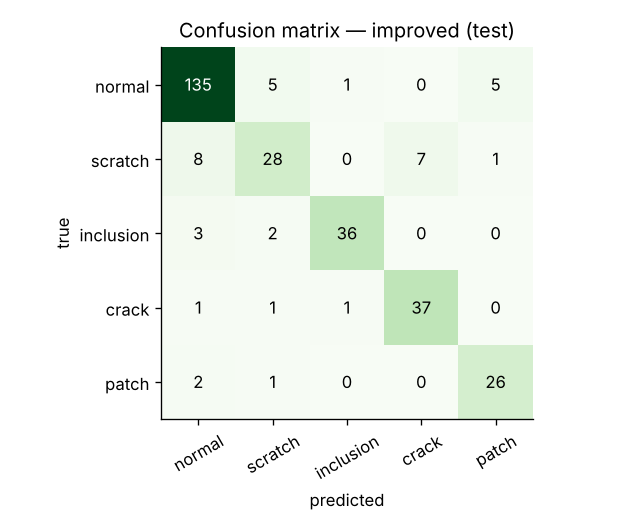 Confusion matrix — improved (test)
normal 135 5 1 0 5
scratch 8 28 0 7 1
inclusion 3 2 36 0 0
crack 1 1 1 37 0
patch 2 1 0 0 26
true
normal scratch inclusion crack patch
predicted